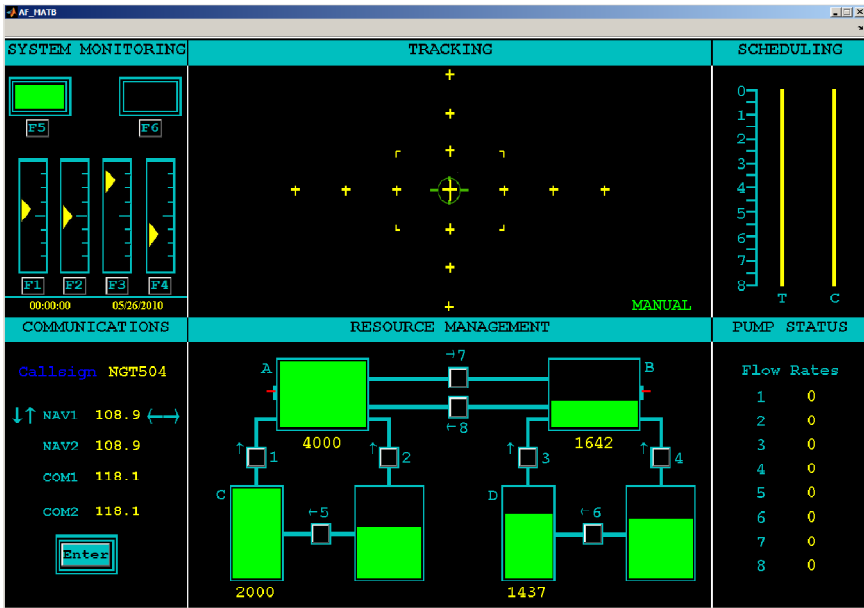 AF_MATB
SYSTEM MONITORING
TRACKING
SCHEDULING
F5
F6
F1
F2
F3
F4
00:00:00
05/26/2010
MANUAL
0
1
2
3
4
5
6
7
8
T
C
COMMUNICATIONS
RESOURCE MANAGEMENT
PUMP STATUS
Callsign NGT504
↓↑ NAV1 108.9 ⟷
NAV2 108.9
COM1 118.1
COM2 118.1
Enter
A
→7
B
←8
4000
1642
↑1
↑2
↑3
↑4
C
←5
D
←6
2000
1437
Flow Rates
1 0
2 0
3 0
4 0
5 0
6 0
7 0
8 0